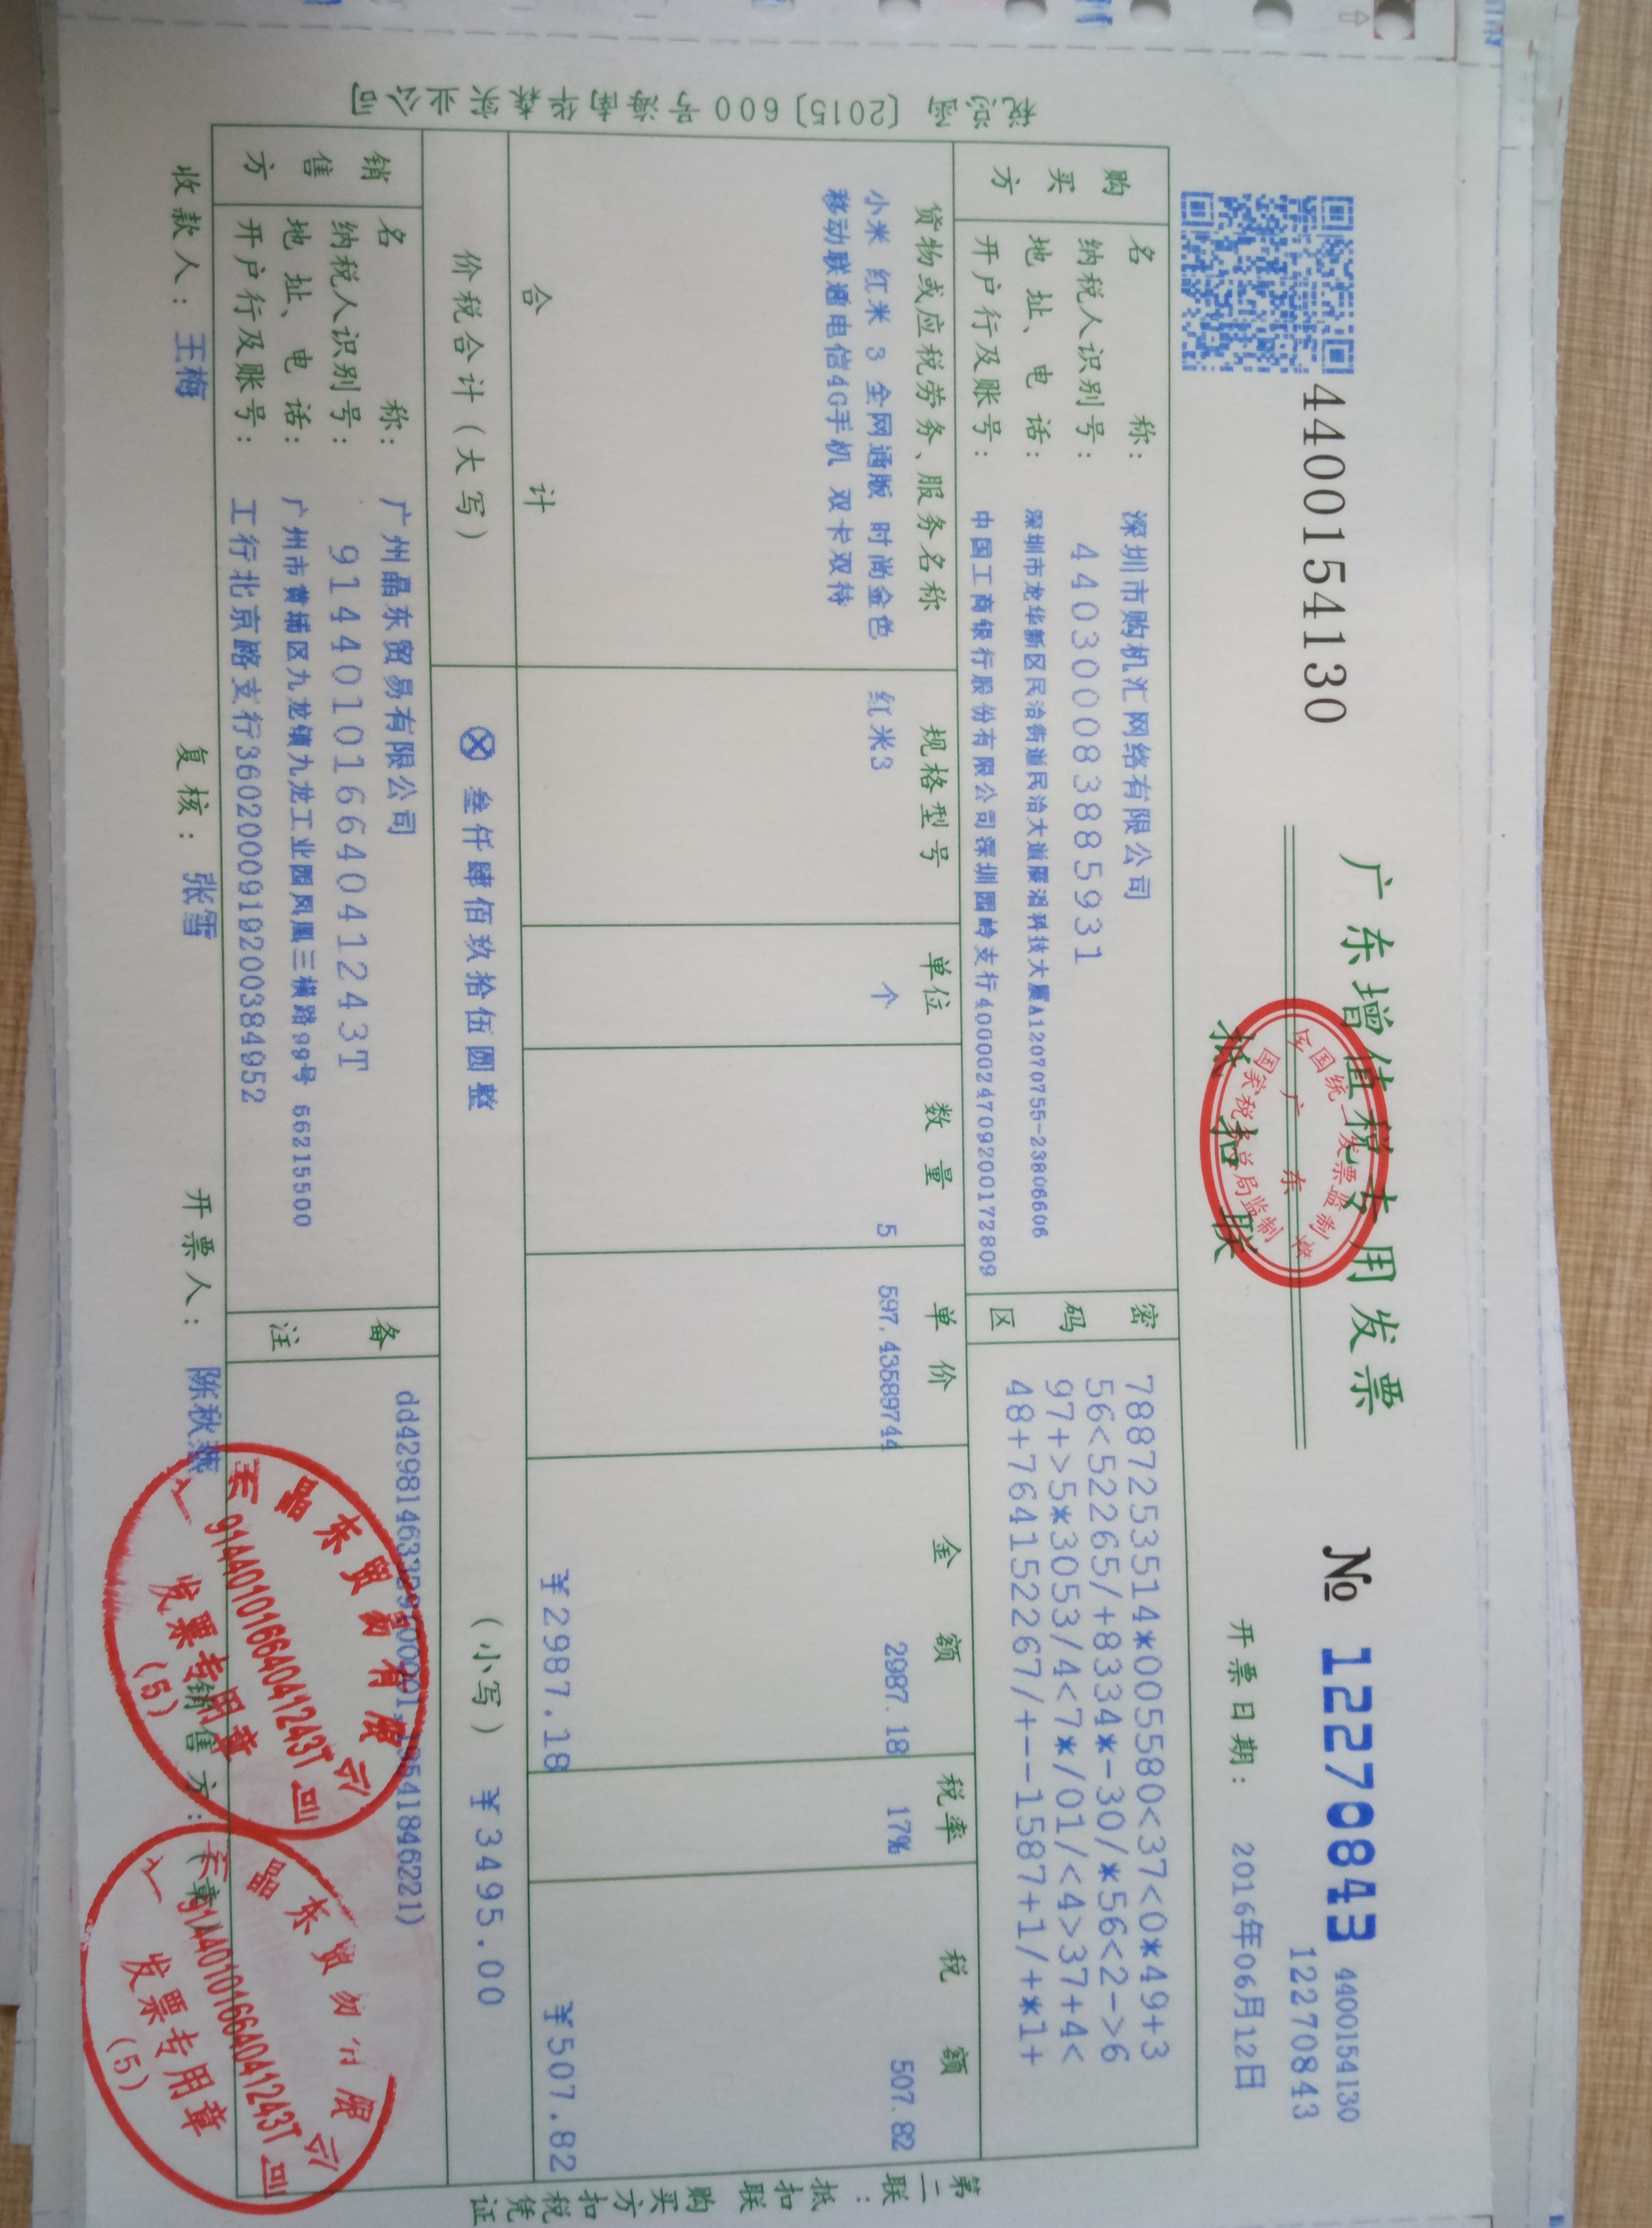 4400154130
广东增值税专用发票
抵扣联
全国统一发票监制章
广东
国家税务总局监制
№ 12270843
4400154130
12270843
开票日期： 2016年06月12日
购买方
名称： 深圳市购机汇网络有限公司
纳税人识别号： 440300083885931
地址、电话： 深圳市龙华新区民治街道民治大道展滔科技大厦A12070755-23806606
开户行及账号： 中国工商银行股份有限公司深圳园岭支行4000024709200172809
密码区
7887253514*005580<37<0*49+3
56<52265/+8334*-30/*56<2->6
97+>5*3053/4<7*/01/<4>37+4<
48+764152267/+--1587+1/+*1+
货物或应税劳务、服务名称 规格型号 单位 数量 单价 金额 税率 税额
小米 红米 3 全网通版 时尚金色 红米3 个 5 597.43589744 2987.18 17% 507.82
移动联通电信4G手机 双卡双待
合计 ￥2987.18 ￥507.82
价税合计（大写） ⊗ 叁仟肆佰玖拾伍圆整 （小写） ￥3495.00
销售方
名称： 广州晶东贸易有限公司
纳税人识别号： 91440101664041243T
地址、电话： 广州市黄埔区九龙镇九龙工业园凤凰三横路99号 66215500
开户行及账号： 工行北京路支行3602000919200384952
备注
收款人： 王梅 复核： 张雪 开票人： 陈秋燕 销售方：（章）
晶东贸易有限公司
91440101664041243T
发票专用章
(5)
晶东贸易有限公司
91440101664041243T
发票专用章
(5)
第二联：抵扣联 购买方扣税凭证
〔2015〕600号海南华森实业公司